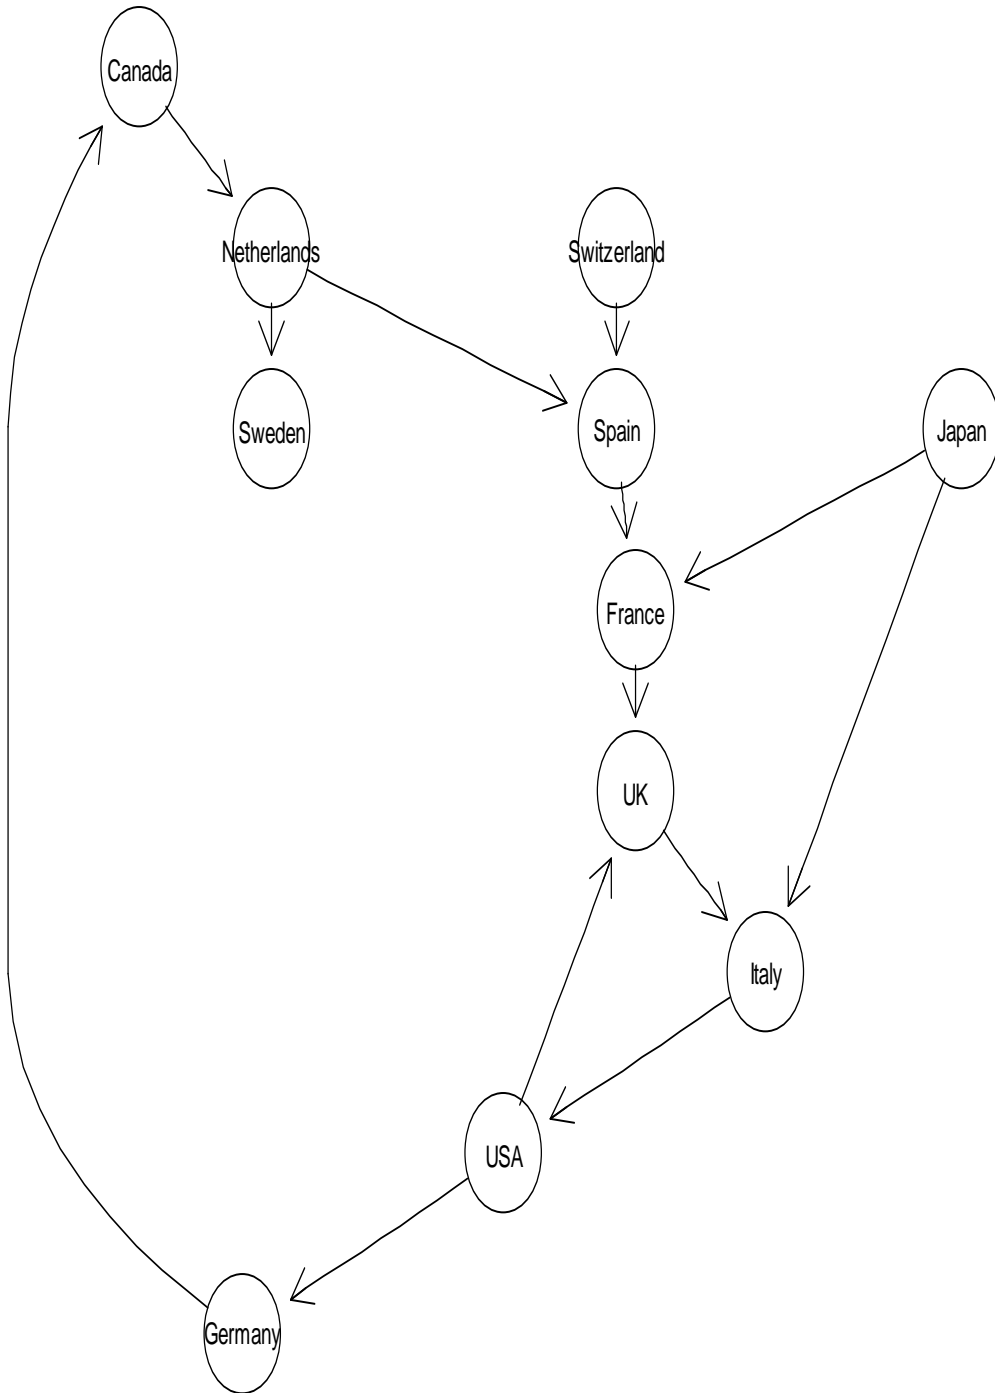 Canada
Netherlands
Switzerland
Sweden
Spain
Japan
France
UK
Italy
USA
Germany